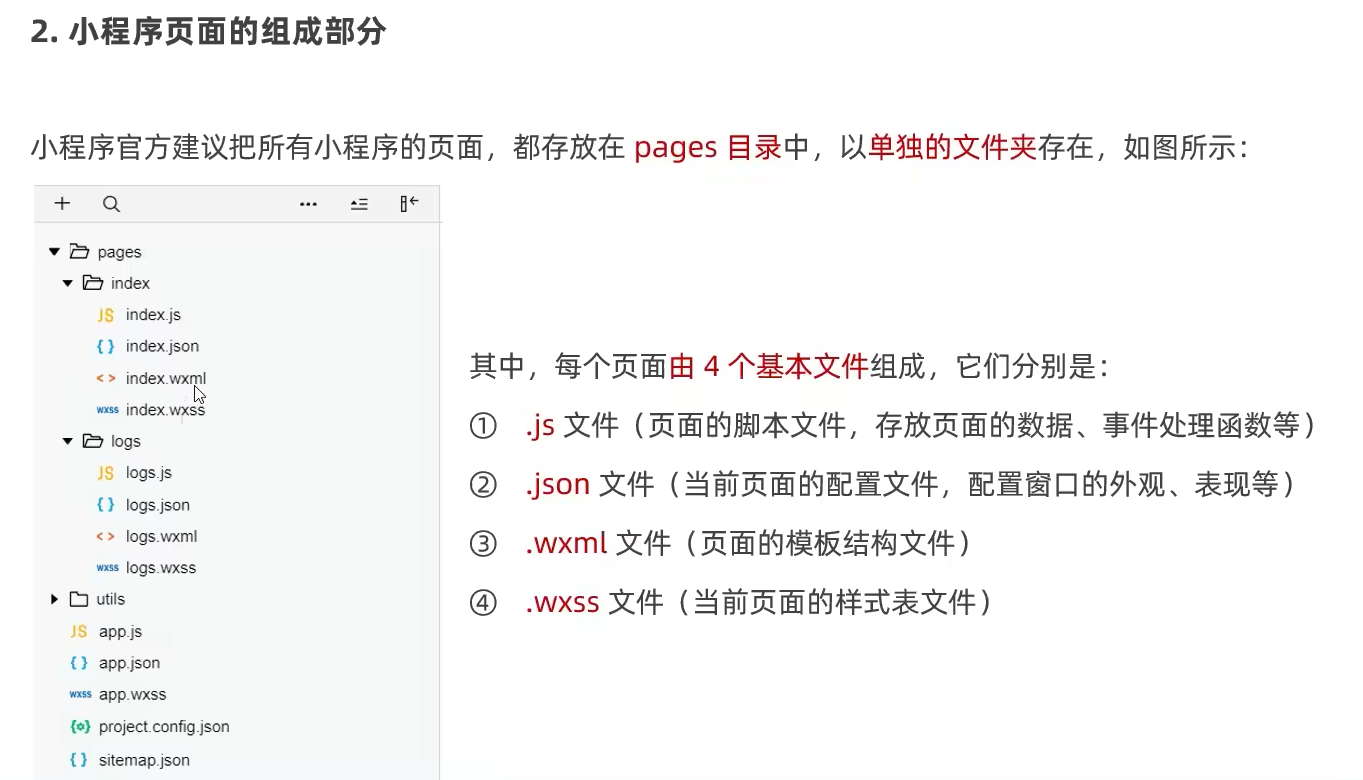 2. 小程序页面的组成部分
小程序官方建议把所有小程序的页面，都存放在 pages 目录中，以单独的文件夹存在，如图所示：
pages
index
JS index.js
{ } index.json
< > index.wxml
wxss index.wxss
logs
JS logs.js
{ } logs.json
< > logs.wxml
wxss logs.wxss
utils
JS app.js
{ } app.json
wxss app.wxss
project.config.json
{ } sitemap.json
其中，每个页面由 4 个基本文件组成，它们分别是：
① .js 文件（页面的脚本文件，存放页面的数据、事件处理函数等）
② .json 文件（当前页面的配置文件，配置窗口的外观、表现等）
③ .wxml 文件（页面的模板结构文件）
④ .wxss 文件（当前页面的样式表文件）